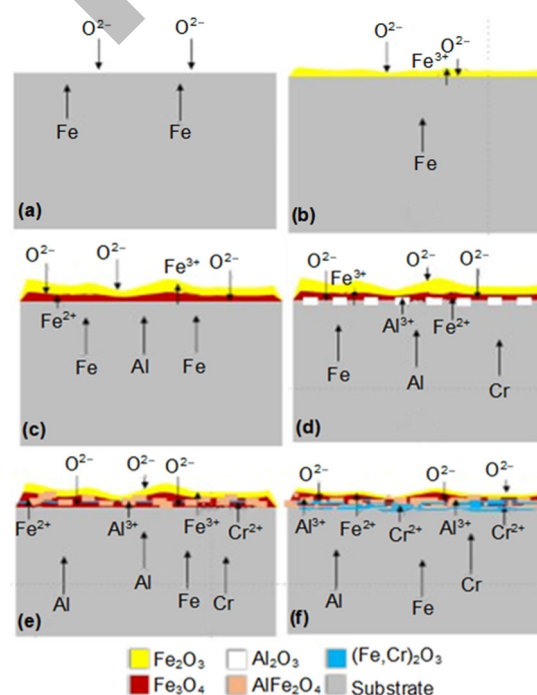 O²⁻ O²⁻
Fe Fe
(a)
O²⁻ O²⁻
Fe³⁺
Fe
(b)
O²⁻ O²⁻ Fe³⁺ O²⁻
Fe²⁺
Fe Al Fe
(c)
O²⁻ Fe³⁺ O²⁻ O²⁻
Al³⁺ Fe²⁺
Fe Al Cr
(d)
O²⁻ O²⁻ O²⁻
Fe²⁺ Al³⁺ Fe³⁺ Cr²⁺
Al Al Fe Cr
(e)
O²⁻ O²⁻ O²⁻
Al³⁺ Fe²⁺ Cr²⁺ Al³⁺ Cr²⁺
Al Fe Cr
(f)
Fe₂O₃ Al₂O₃ (Fe,Cr)₂O₃
Fe₃O₄ AlFe₂O₄ Substrate